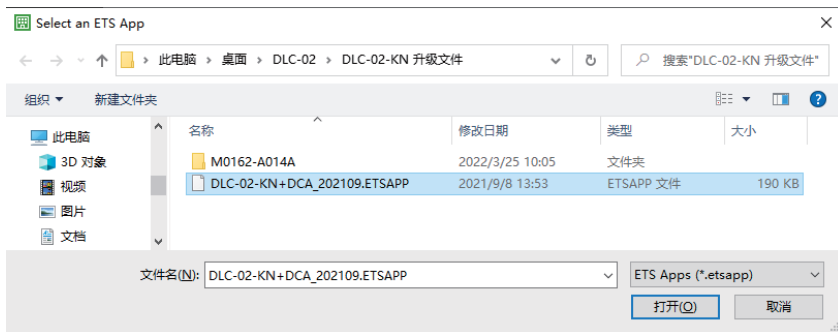 Select an ETS App
此电脑 › 桌面 › DLC-02 › DLC-02-KN 升级文件
搜索"DLC-02-KN 升级文件"
组织 新建文件夹
此电脑
3D 对象
视频
图片
文档
名称 修改日期 类型 大小
M0162-A014A 2022/3/25 10:05 文件夹
DLC-02-KN+DCA_202109.ETSAPP 2021/9/8 13:53 ETSAPP 文件 190 KB
文件名(N): DLC-02-KN+DCA_202109.ETSAPP
ETS Apps (*.etsapp)
打开(O) 取消